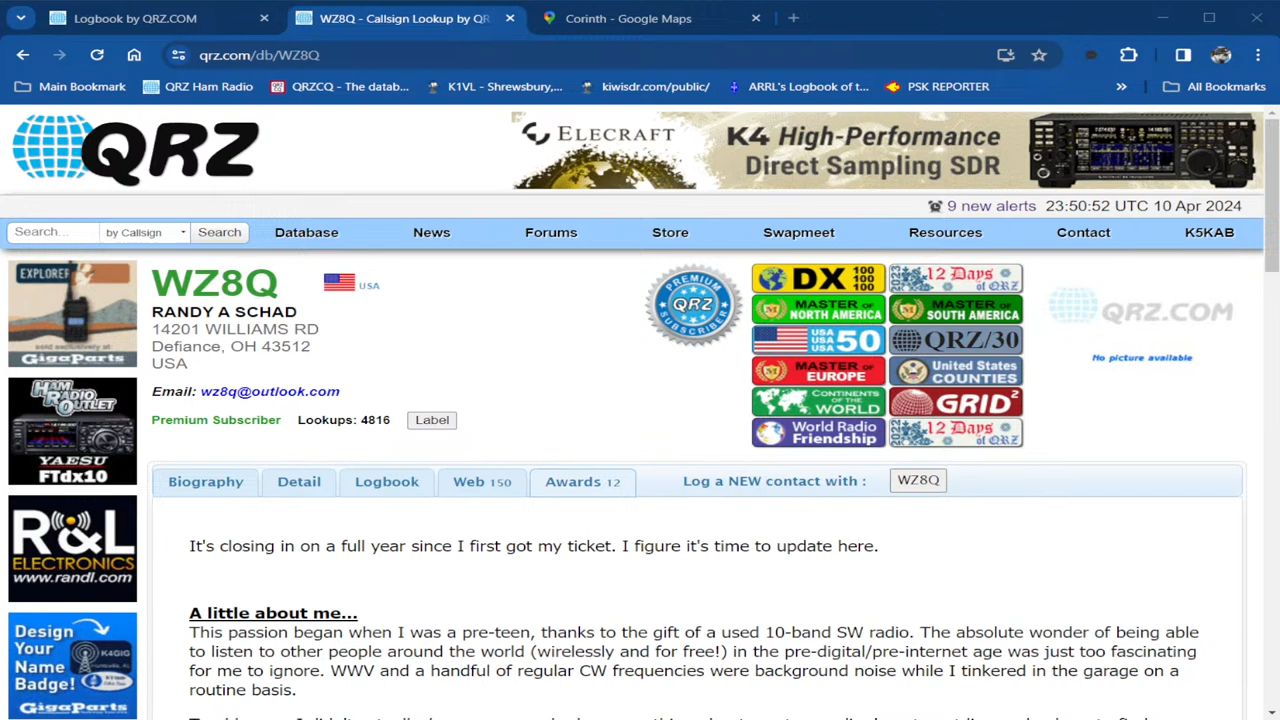 Logbook by QRZ.COM
WZ8Q - Callsign Lookup by QR
Corinth - Google Maps
qrz.com/db/WZ8Q
Main Bookmark
QRZ Ham Radio
QRZCQ - The datab...
K1VL - Shrewsbury,...
kiwisdr.com/public/
ARRL's Logbook of t...
PSK REPORTER
All Bookmarks
QRZ
ELECRAFT
K4 High-Performance
Direct Sampling SDR
9 new alerts 23:50:52 UTC 10 Apr 2024
Search... by Callsign Search
Database
News
Forums
Store
Swapmeet
Resources
Contact
K5KAB
EXPLORER
sold exclusively at
GigaParts
WZ8Q
USA
RANDY A SCHAD
14201 WILLIAMS RD
Defiance, OH 43512
USA
Email: wz8q@outlook.com
Premium Subscriber Lookups: 4816 Label
PREMIUM
QRZ
SUBSCRIBER
DX 100 100 100
2023 12 Days of QRZ
MASTER OF NORTH AMERICA
MASTER OF SOUTH AMERICA
USA USA USA 50
QRZ/30
MASTER OF EUROPE
United States COUNTIES
CONTINENTS OF THE WORLD
GRID²
World Radio Friendship
2022 12 Days of QRZ
QRZ.COM
No picture available
HAM RADIO OUTLET
YAESU
FTdx10
R&L
ELECTRONICS
www.randl.com
Design
Your
Name
Badge!
K4GIG
GigaParts
Biography
Detail
Logbook
Web 150
Awards 12
Log a NEW contact with : WZ8Q
It's closing in on a full year since I first got my ticket. I figure it's time to update here.
A little about me...
This passion began when I was a pre-teen, thanks to the gift of a used 10-band SW radio. The absolute wonder of being able
to listen to other people around the world (wirelessly and for free!) in the pre-digital/pre-internet age was just too fascinating
for me to ignore. WWV and a handful of regular CW frequencies were background noise while I tinkered in the garage on a
routine basis.